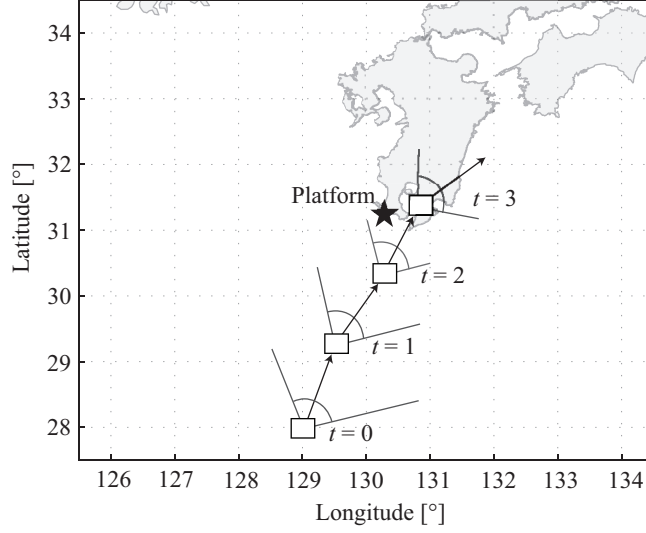 34
33
32
Platform
t = 3
31
t = 2
30
t = 1
29
28
t = 0
126 127 128 129 130 131 132 133 134
Longitude [°]
Latitude [°]